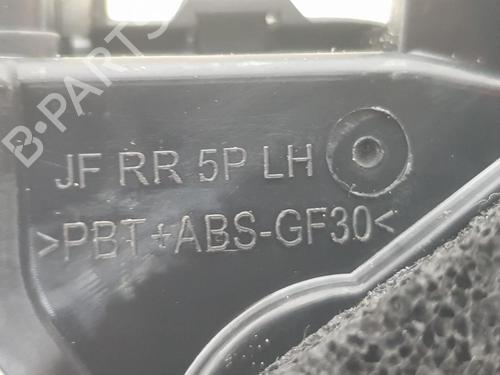 B-PARTS
JF RR 5P LH
>PBT+ABS-GF30<